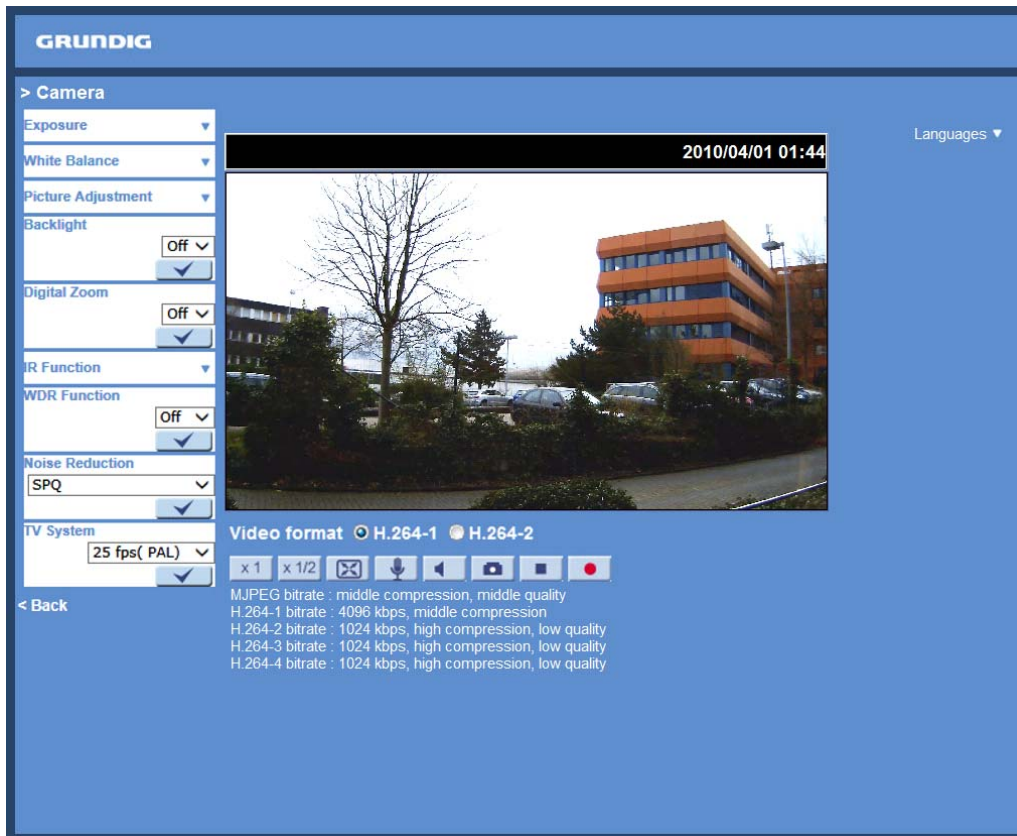 GRUNDIG
> Camera
Exposure
White Balance
Picture Adjustment
Backlight
Off
Digital Zoom
Off
IR Function
WDR Function
Off
Noise Reduction
SPQ
TV System
25 fps( PAL)
< Back
Languages
2010/04/01 01:44
Video format H.264-1 H.264-2
x 1 x 1/2
MJPEG bitrate : middle compression, middle quality
H.264-1 bitrate : 4096 kbps, middle compression
H.264-2 bitrate : 1024 kbps, high compression, low quality
H.264-3 bitrate : 1024 kbps, high compression, low quality
H.264-4 bitrate : 1024 kbps, high compression, low quality